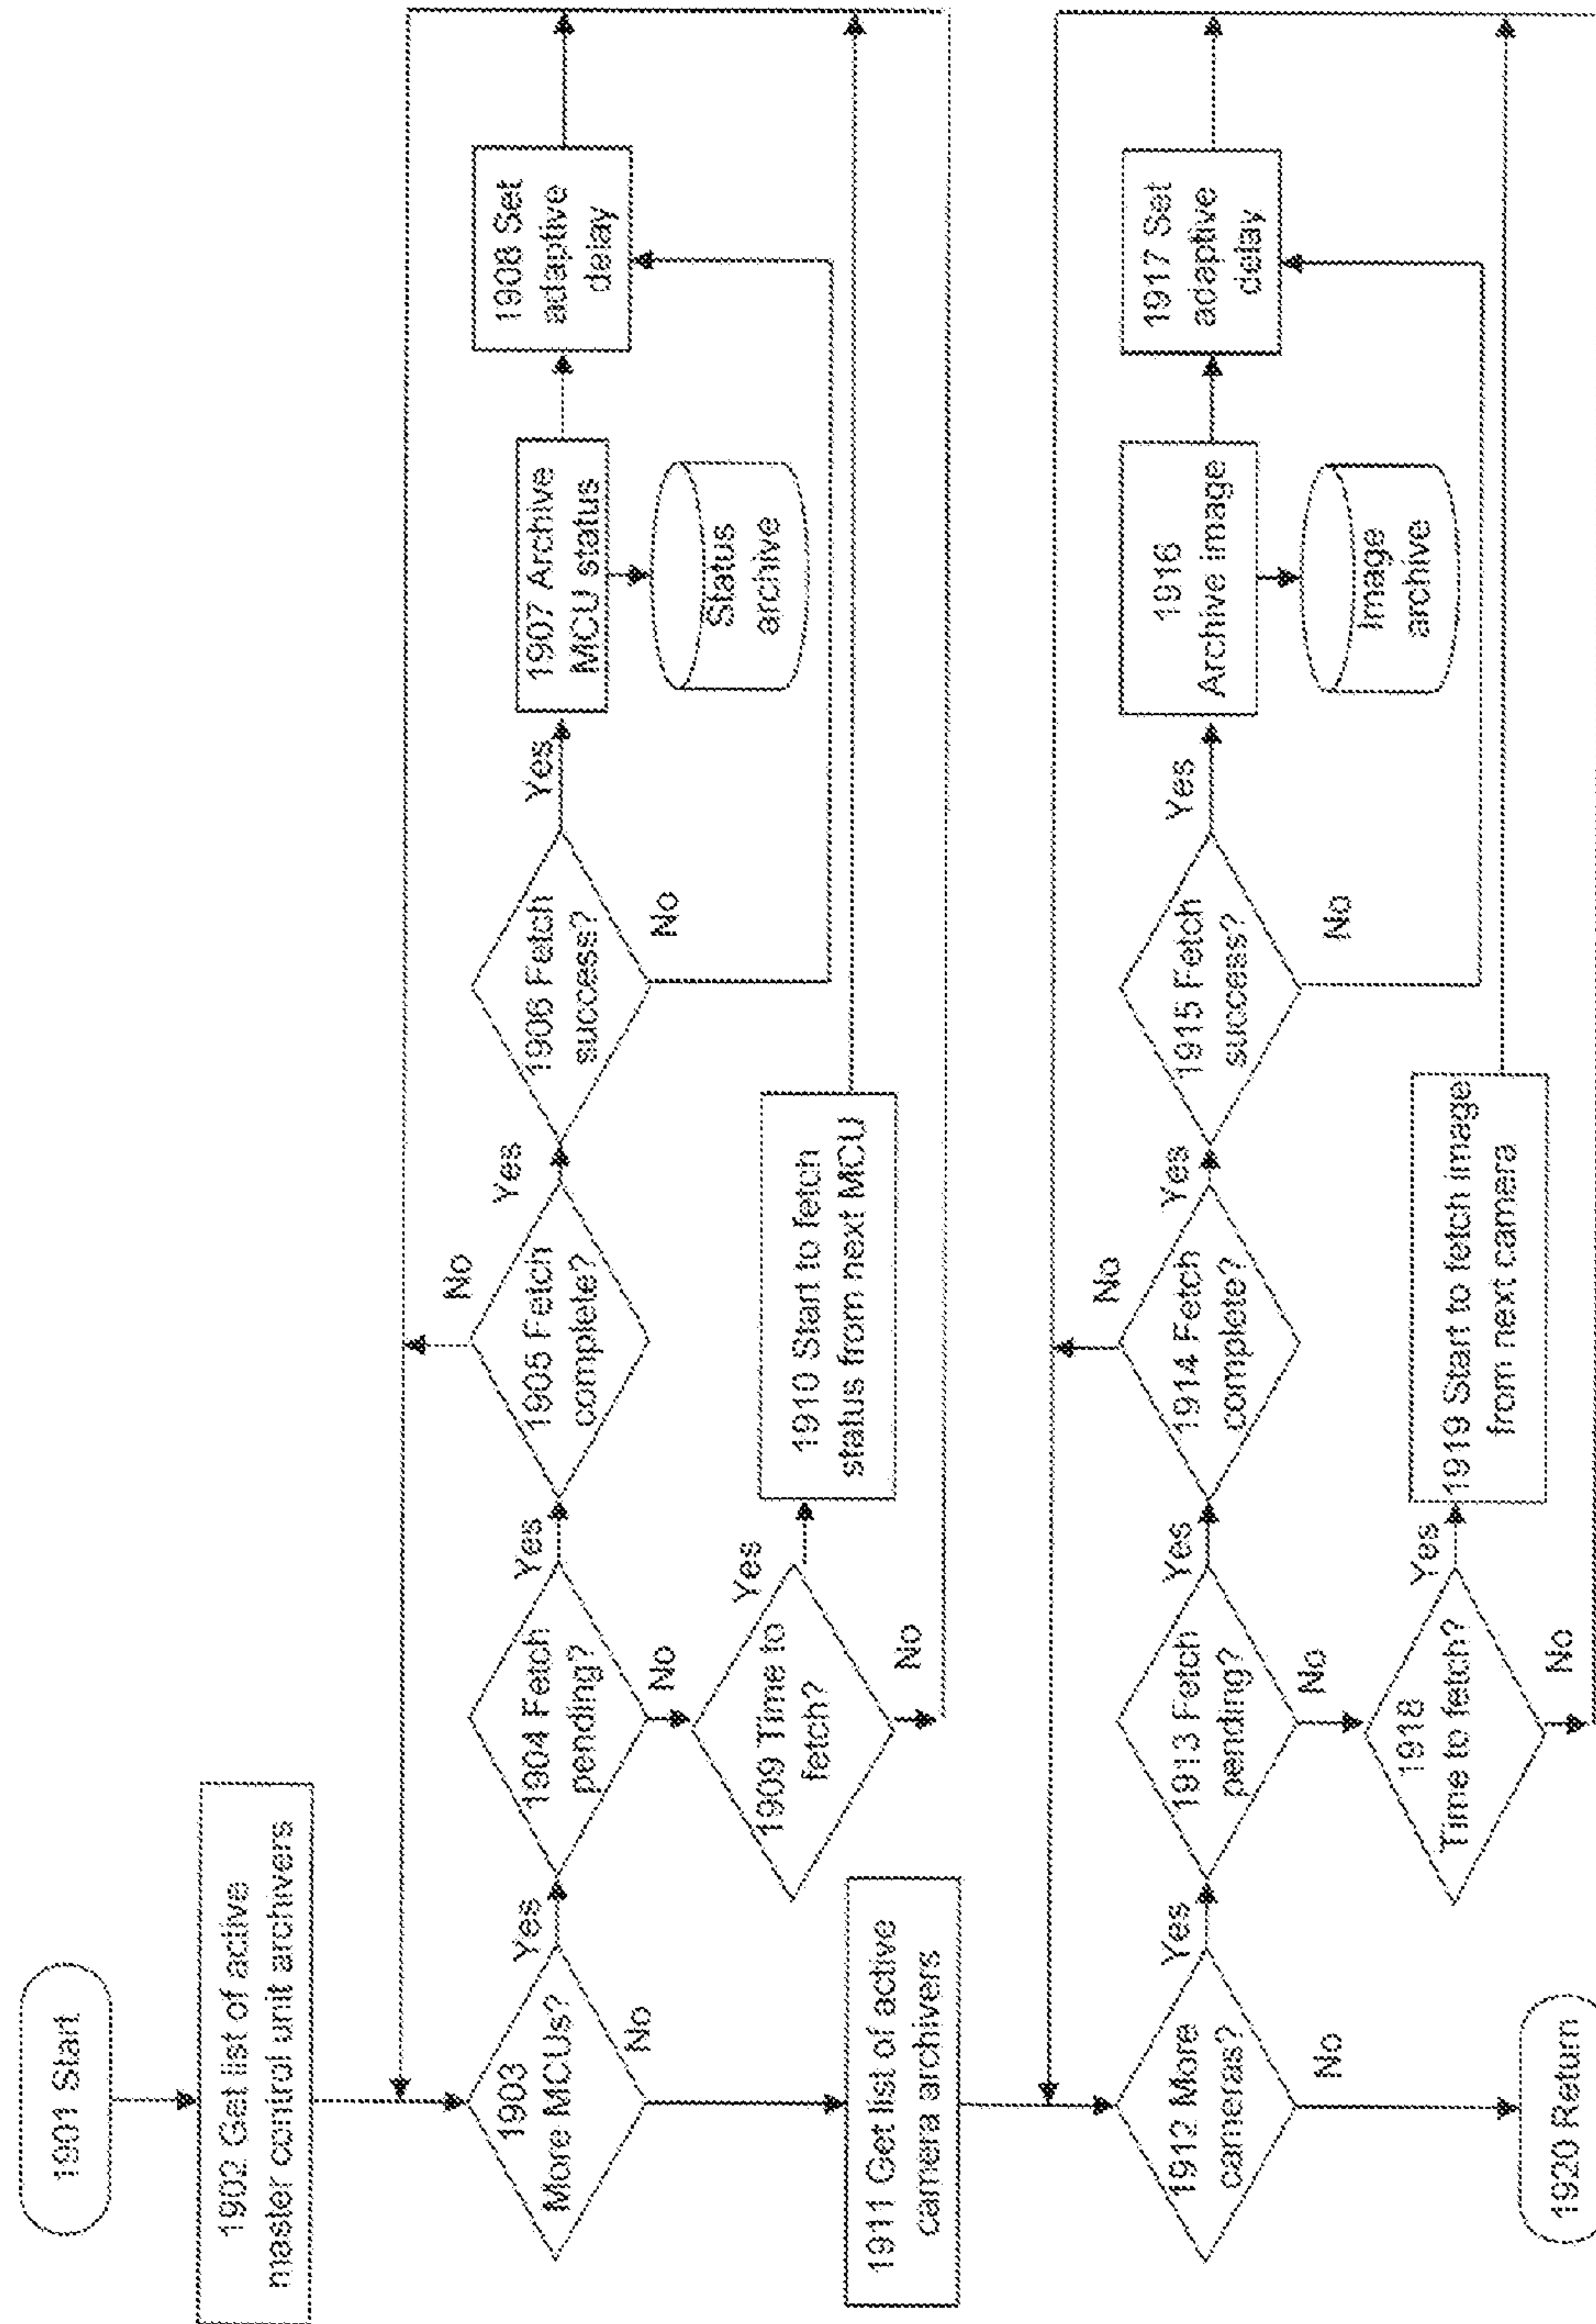 1901 Start
1902 Get list of active
master control unit archivers
1903
More MCUs?
Yes
No
1904 Fetch
pending?
Yes
No
1905 Fetch
complete?
No
Yes
1906 Fetch
success?
Yes
No
1907 Archive
MCU status
Status
archive
1908 Set
adaptive
delay
1909 Time to
fetch?
Yes
No
1910 Start to fetch
status from next MCU
1911 Get list of active
camera archivers
1912 More
cameras?
Yes
No
1913 Fetch
pending?
Yes
No
1914 Fetch
complete?
No
Yes
1915 Fetch
success?
Yes
No
1916
Archive image
Image
archive
1917 Set
adaptive
delay
1918
Time to fetch?
Yes
No
1919 Start to fetch image
from next camera
1920 Return